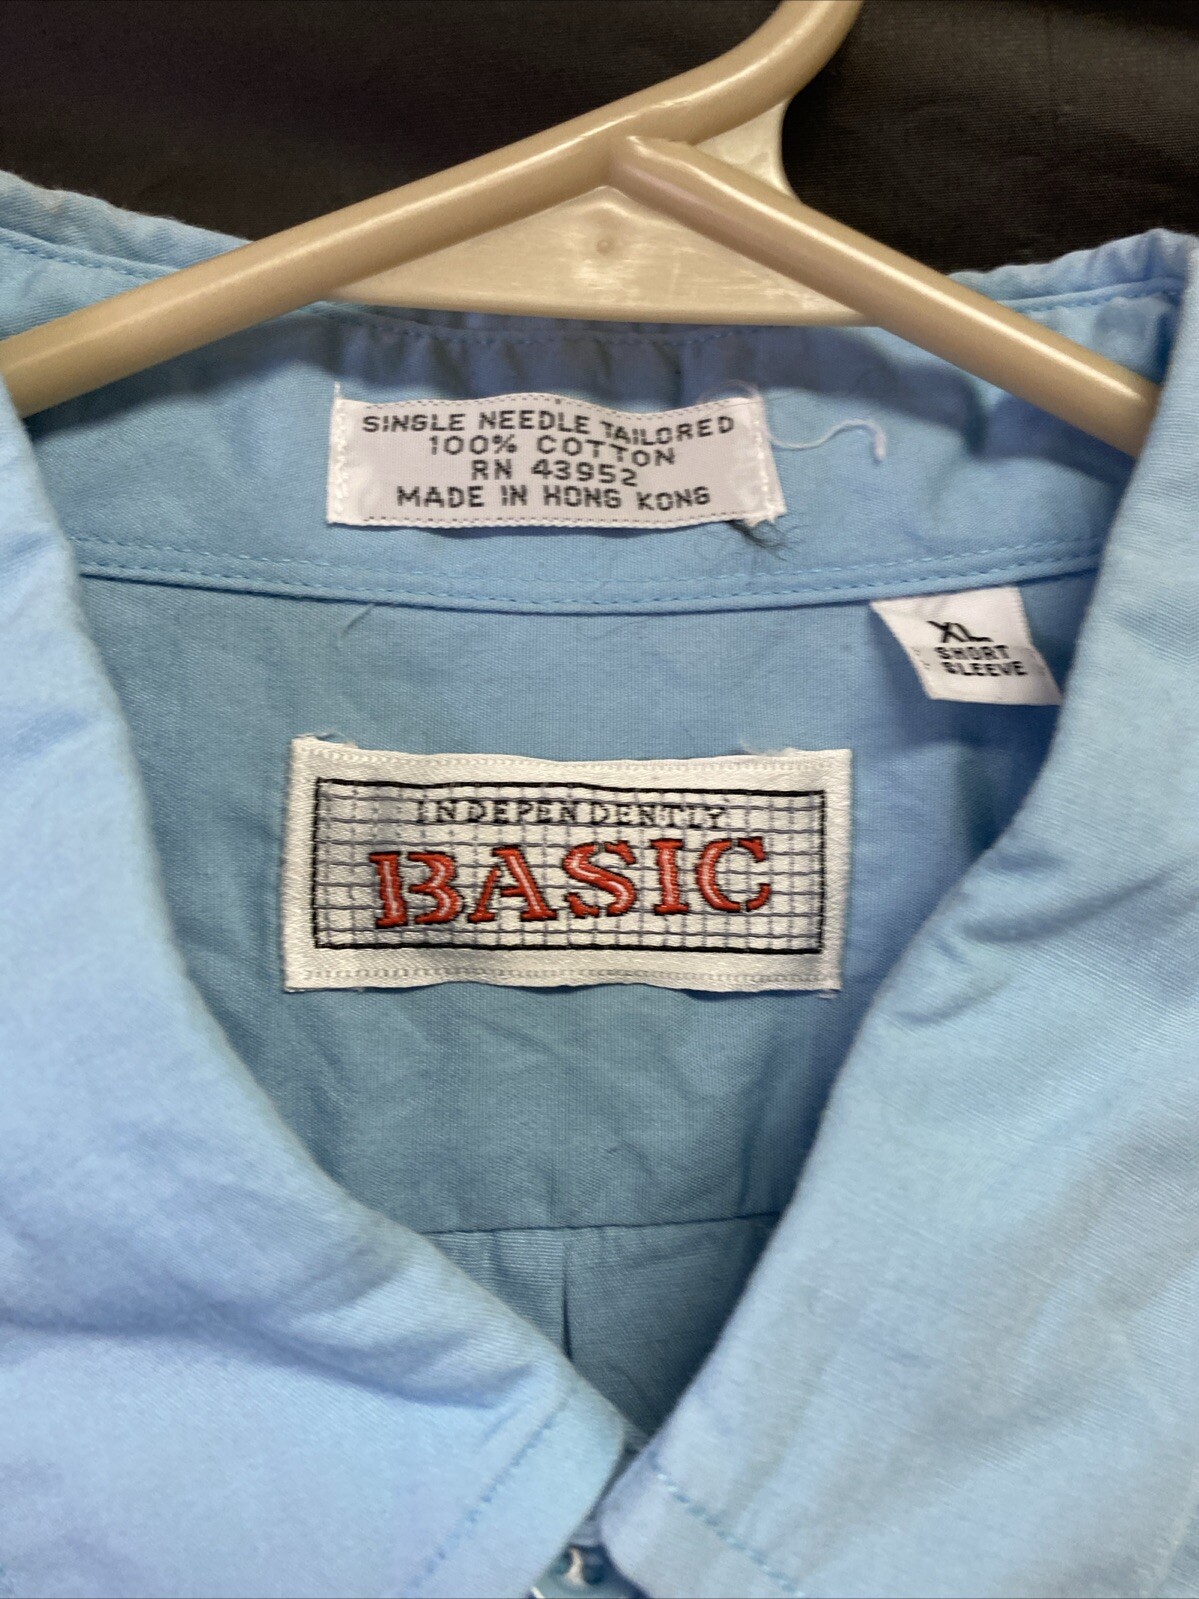 SINGLE NEEDLE TAILORED
100% COTTON
RN 43952
MADE IN HONG KONG
XL
SHORT
SLEEVE
INDEPENDENTLY
BASIC